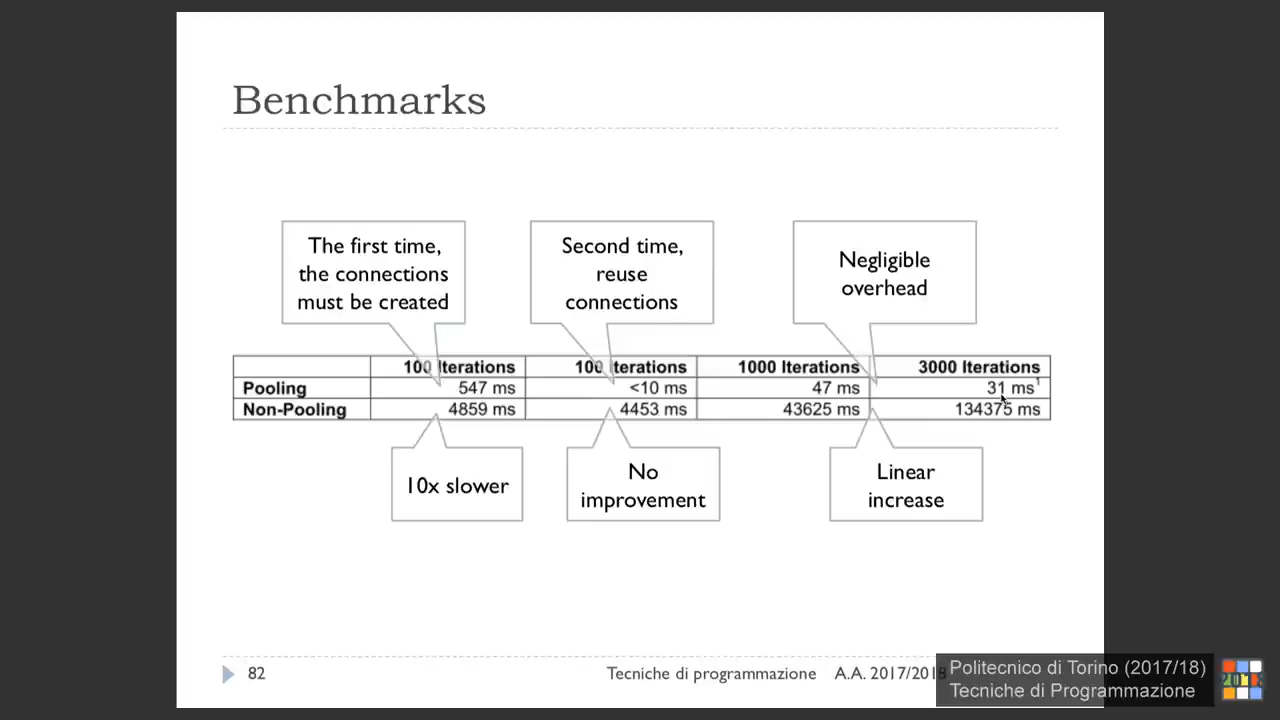 Benchmarks
The first time,
the connections
must be created
Second time,
reuse
connections
Negligible
overhead
100 Iterations 100 Iterations 1000 Iterations 3000 Iterations
Pooling 547 ms <10 ms 47 ms 31 ms¹
Non-Pooling 4859 ms 4453 ms 43625 ms 134375 ms
10x slower
No
improvement
Linear
increase
82 Tecniche di programmazione A.A. 2017/2018
Politecnico di Torino (2017/18)
Tecniche di Programmazione